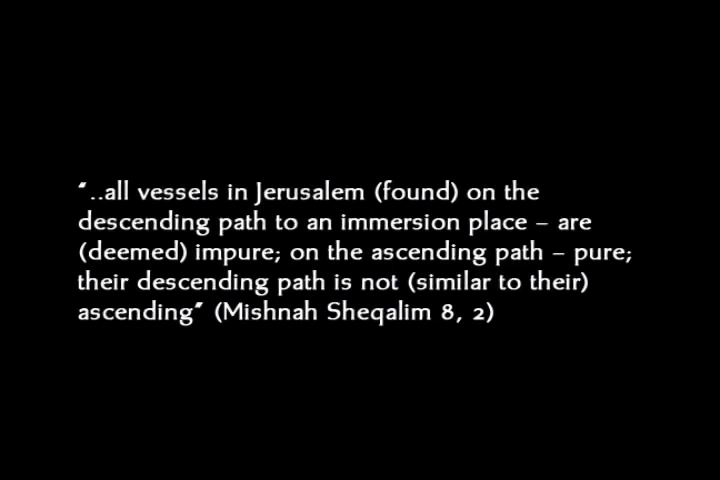 “..all vessels in Jerusalem (found) on the
descending path to an immersion place – are
(deemed) impure; on the ascending path – pure;
their descending path is not (similar to their)
ascending” (Mishnah Sheqalim 8, 2)